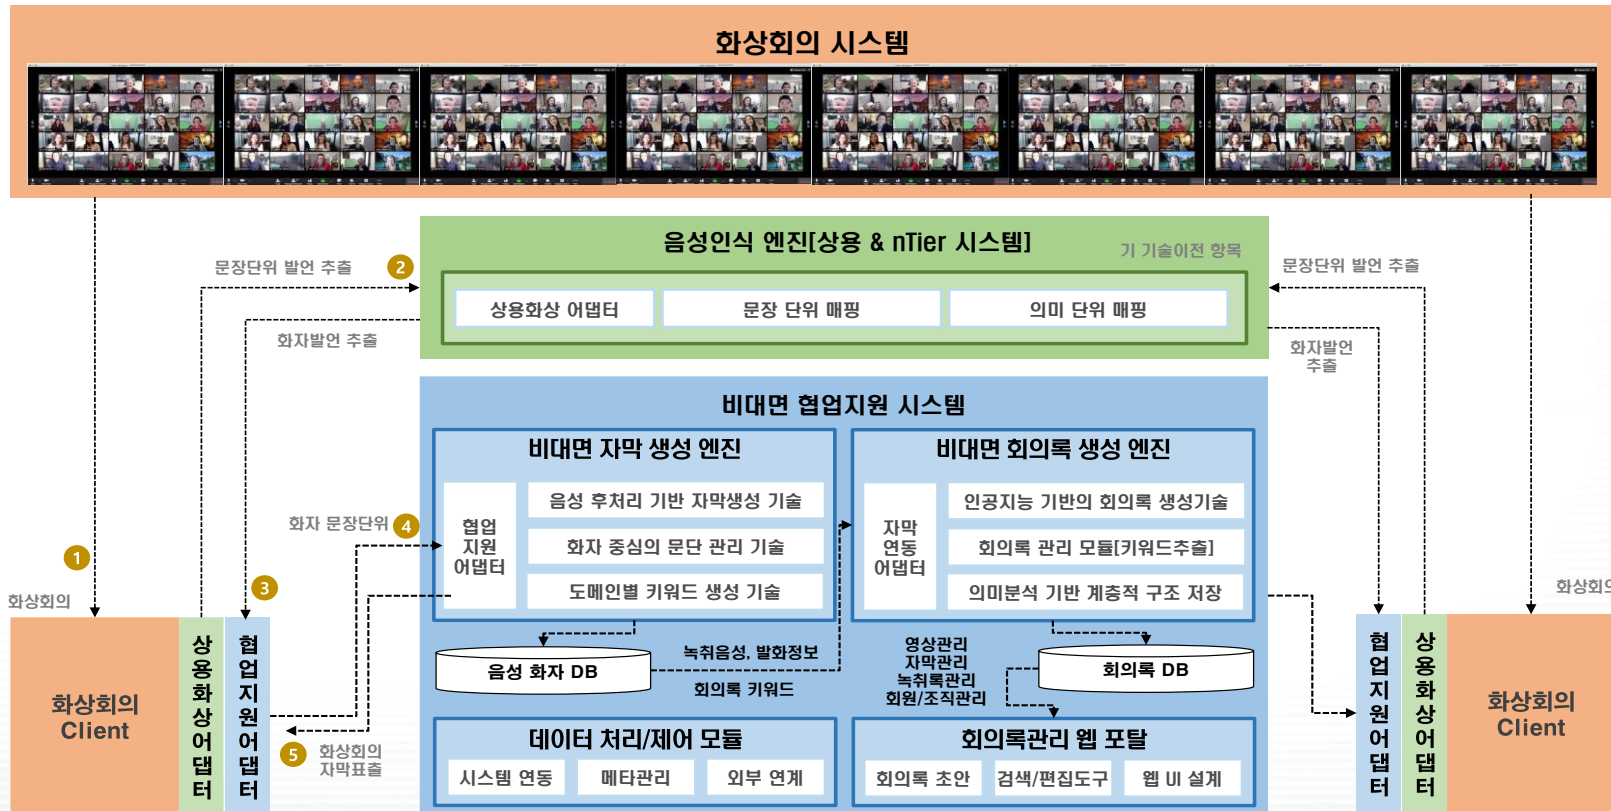 화상회의 시스템
음성인식 엔진[상용 & nTier 시스템]
기 기술이전 항목
상용화상 어댑터
문장 단위 매핑
의미 단위 매핑
문장단위 발언 추출
2
화자발언 추출
문장단위 발언 추출
화자발언
추출
비대면 협업지원 시스템
비대면 자막 생성 엔진
협업
지원
어댑터
음성 후처리 기반 자막생성 기술
화자 중심의 문단 관리 기술
도메인별 키워드 생성 기술
비대면 회의록 생성 엔진
자막
연동
어댑터
인공지능 기반의 회의록 생성기술
회의록 관리 모듈[키워드추출]
의미분석 기반 계층적 구조 저장
화자 문장단위
4
1
3
화상회의
화상회의
음성 화자 DB
녹취음성, 발화정보
회의록 키워드
영상관리
자막관리
녹취록관리
회원/조직관리
회의록 DB
화상회의
Client
상용화상어댑터
협업지원어댑터
5
화상회의
자막표출
데이터 처리/제어 모듈
시스템 연동
메타관리
외부 연계
회의록관리 웹 포탈
회의록 초안
검색/편집도구
웹 UI 설계
협업지원어댑터
상용화상어댑터
화상회의
Client